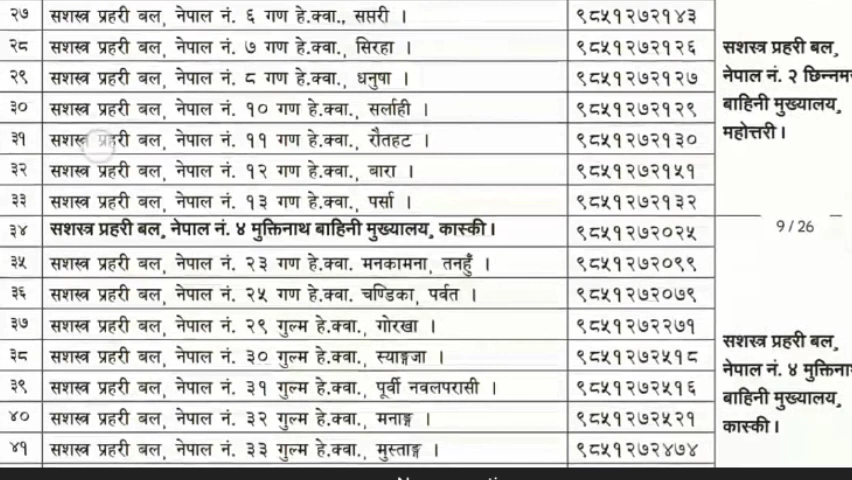 २७ सशस्त्र प्रहरी बल, नेपाल नं. ६ गण हे.क्वा., सप्तरी । ९८५१२७२१४३
२८ सशस्त्र प्रहरी बल, नेपाल नं. ७ गण हे.क्वा., सिरहा । ९८५१२७२१२६
२९ सशस्त्र प्रहरी बल, नेपाल नं. ८ गण हे.क्वा., धनुषा । ९८५१२७२१२७
३० सशस्त्र प्रहरी बल, नेपाल नं. १० गण हे.क्वा., सर्लाही । ९८५१२७२१२९
३१ सशस्त्र प्रहरी बल, नेपाल नं. ११ गण हे.क्वा., रौतहट । ९८५१२७२१३०
३२ सशस्त्र प्रहरी बल, नेपाल नं. १२ गण हे.क्वा., बारा । ९८५१२७२१५१
३३ सशस्त्र प्रहरी बल, नेपाल नं. १३ गण हे.क्वा., पर्सा । ९८५१२७२१३२
सशस्त्र प्रहरी बल,
नेपाल नं. २
बाहिनी मुख्यालय,
महोत्तरी ।
३४ सशस्त्र प्रहरी बल, नेपाल नं. ४ मुक्तिनाथ बाहिनी मुख्यालय, कास्की । ९८५१२७२०२५
9 / 26
३५ सशस्त्र प्रहरी बल, नेपाल नं. २३ गण हे.क्वा. मनकामना, तनहुँ । ९८५१२७२०९९
३६ सशस्त्र प्रहरी बल, नेपाल नं. २५ गण हे.क्वा. चण्डिका, पर्वत । ९८५१२७२०७९
३७ सशस्त्र प्रहरी बल, नेपाल नं. २९ गुल्म हे.क्वा., गोरखा । ९८५१२७२२७१
३८ सशस्त्र प्रहरी बल, नेपाल नं. ३० गुल्म हे.क्वा., स्याङ्गजा । ९८५१२७२५१८
३९ सशस्त्र प्रहरी बल, नेपाल नं. ३१ गुल्म हे.क्वा., पूर्वी नवलपरासी । ९८५१२७२५१६
४० सशस्त्र प्रहरी बल, नेपाल नं. ३२ गुल्म हे.क्वा., मनाङ्ग । ९८५१२७२५२१
४१ सशस्त्र प्रहरी बल, नेपाल नं. ३३ गुल्म हे.क्वा., मुस्ताङ्ग । ९८५१२७२४७४
सशस्त्र प्रहरी बल,
नेपाल नं. ४
बाहिनी मुख्यालय,
कास्की ।